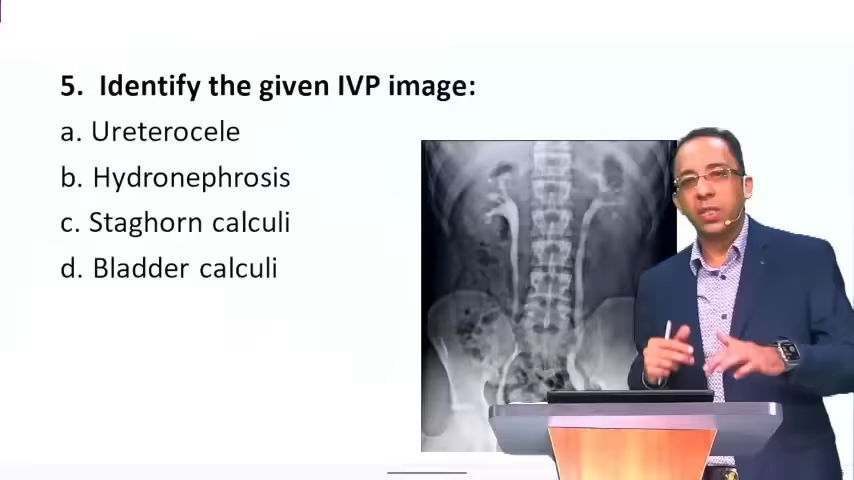 5. Identify the given IVP image:
a. Ureterocele
b. Hydronephrosis
c. Staghorn calculi
d. Bladder calculi